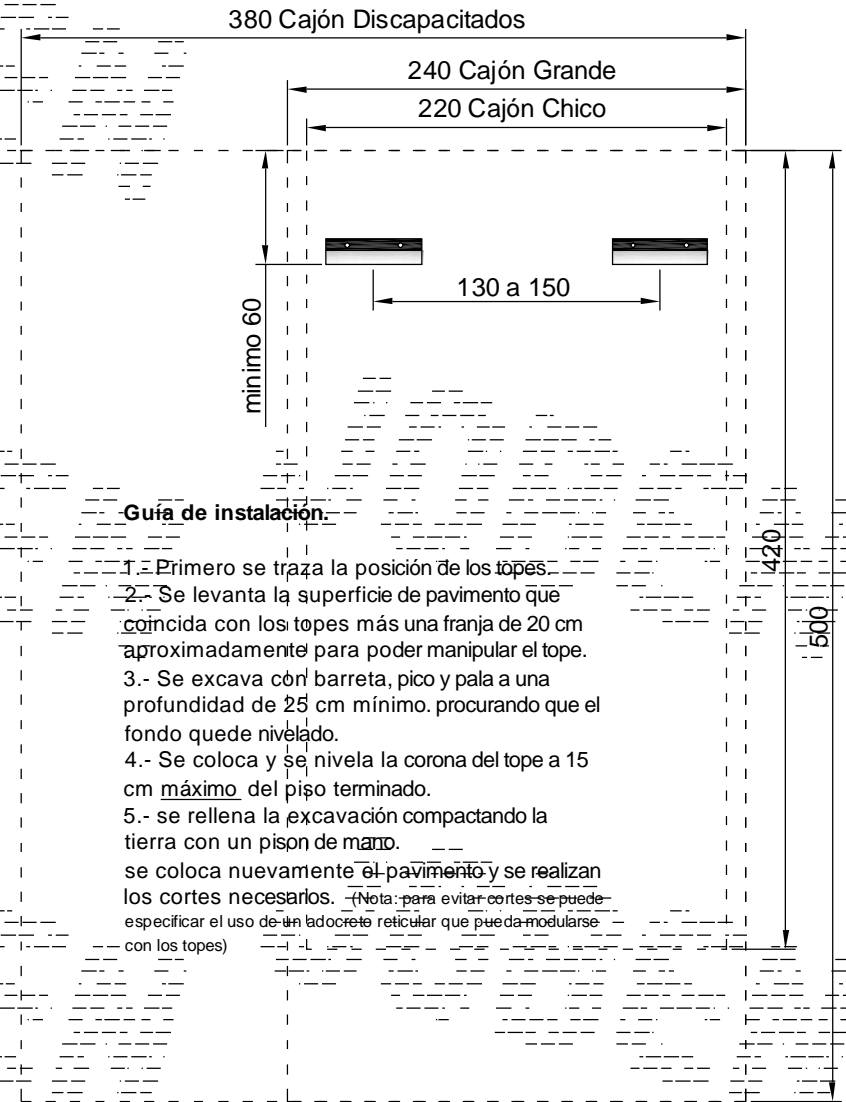 380 Cajón Discapacitados
240 Cajón Grande
220 Cajón Chico
130 a 150
minimo 60
420
500
Guía de instalación.
1.- Primero se traza la posición de los topes.
2.- Se levanta la superficie de pavimento que
coincida con los topes más una franja de 20 cm
aproximadamente para poder manipular el tope.
3.- Se excava con barreta, pico y pala a una
profundidad de 25 cm mínimo. procurando que el
fondo quede nivelado.
4.- Se coloca y se nivela la corona del tope a 15
cm máximo del piso terminado.
5.- se rellena la excavación compactando la
tierra con un pison de mano.
se coloca nuevamente el pavimento y se realizan
los cortes necesarios. (Nota: para evitar cortes se puede
especificar el uso de un adocreto reticular que pueda modularse
con los topes)